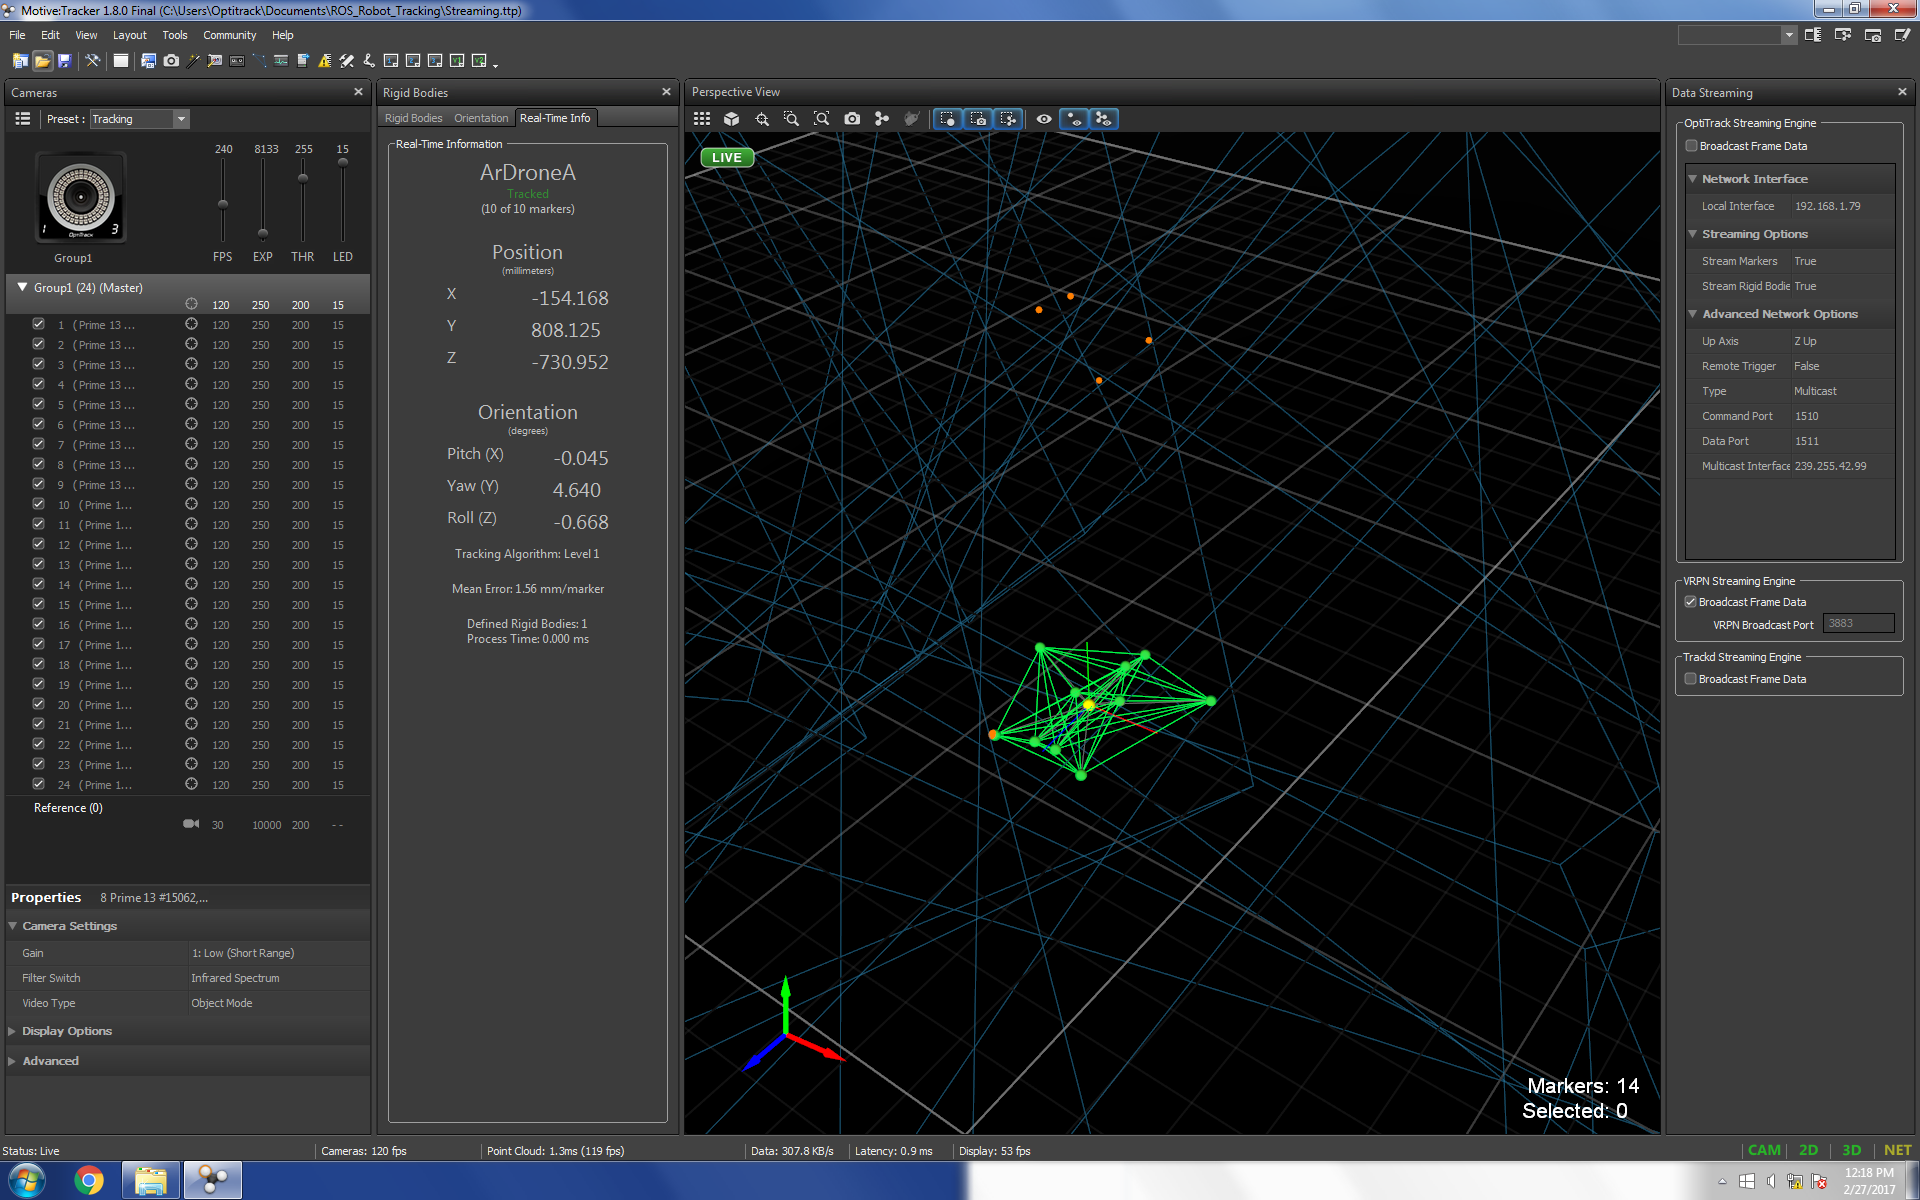 Motive:Tracker 1.8.0 Final (C:\Users\Optitrack\Documents\ROS_Robot_Tracking\Streaming.ttp)
File Edit View Layout Tools Community Help
Cameras
Preset : Tracking
240 8133 255 15
1 3
OptiTrack
Group1
FPS EXP THR LED
Group1 (24) (Master)
120 250 200 15
1 (Prime 13 ... 120 250 200 15
2 (Prime 13 ... 120 250 200 15
3 (Prime 13 ... 120 250 200 15
4 (Prime 13 ... 120 250 200 15
5 (Prime 13 ... 120 250 200 15
6 (Prime 13 ... 120 250 200 15
7 (Prime 13 ... 120 250 200 15
8 (Prime 13 ... 120 250 200 15
9 (Prime 13 ... 120 250 200 15
10 (Prime 1... 120 250 200 15
11 (Prime 1... 120 250 200 15
12 (Prime 1... 120 250 200 15
13 (Prime 1... 120 250 200 15
14 (Prime 1... 120 250 200 15
15 (Prime 1... 120 250 200 15
16 (Prime 1... 120 250 200 15
17 (Prime 1... 120 250 200 15
18 (Prime 1... 120 250 200 15
19 (Prime 1... 120 250 200 15
20 (Prime 1... 120 250 200 15
21 (Prime 1... 120 250 200 15
22 (Prime 1... 120 250 200 15
23 (Prime 1... 120 250 200 15
24 (Prime 1... 120 250 200 15
Reference (0)
30 10000 200 --
Properties 8 Prime 13 #15062,...
Camera Settings
Gain 1: Low (Short Range)
Filter Switch Infrared Spectrum
Video Type Object Mode
Display Options
Advanced
Rigid Bodies
Rigid Bodies Orientation Real-Time Info
Real-Time Information
ArDroneA
Tracked
(10 of 10 markers)
Position
(millimeters)
X -154.168
Y 808.125
Z -730.952
Orientation
(degrees)
Pitch (X) -0.045
Yaw (Y) 4.640
Roll (Z) -0.668
Tracking Algorithm: Level 1
Mean Error: 1.56 mm/marker
Defined Rigid Bodies: 1
Process Time: 0.000 ms
Perspective View
LIVE
Markers: 14
Selected: 0
Data Streaming
OptiTrack Streaming Engine
Broadcast Frame Data
Network Interface
Local Interface 192.168.1.79
Streaming Options
Stream Markers True
Stream Rigid Bodie True
Advanced Network Options
Up Axis Z Up
Remote Trigger False
Type Multicast
Command Port 1510
Data Port 1511
Multicast Interface 239.255.42.99
VRPN Streaming Engine
Broadcast Frame Data
VRPN Broadcast Port 3883
Trackd Streaming Engine
Broadcast Frame Data
Status: Live Cameras: 120 fps Point Cloud: 1.3ms (119 fps) Data: 307.8 KB/s Latency: 0.9 ms Display: 53 fps CAM 2D 3D NET
12:18 PM
2/27/2017